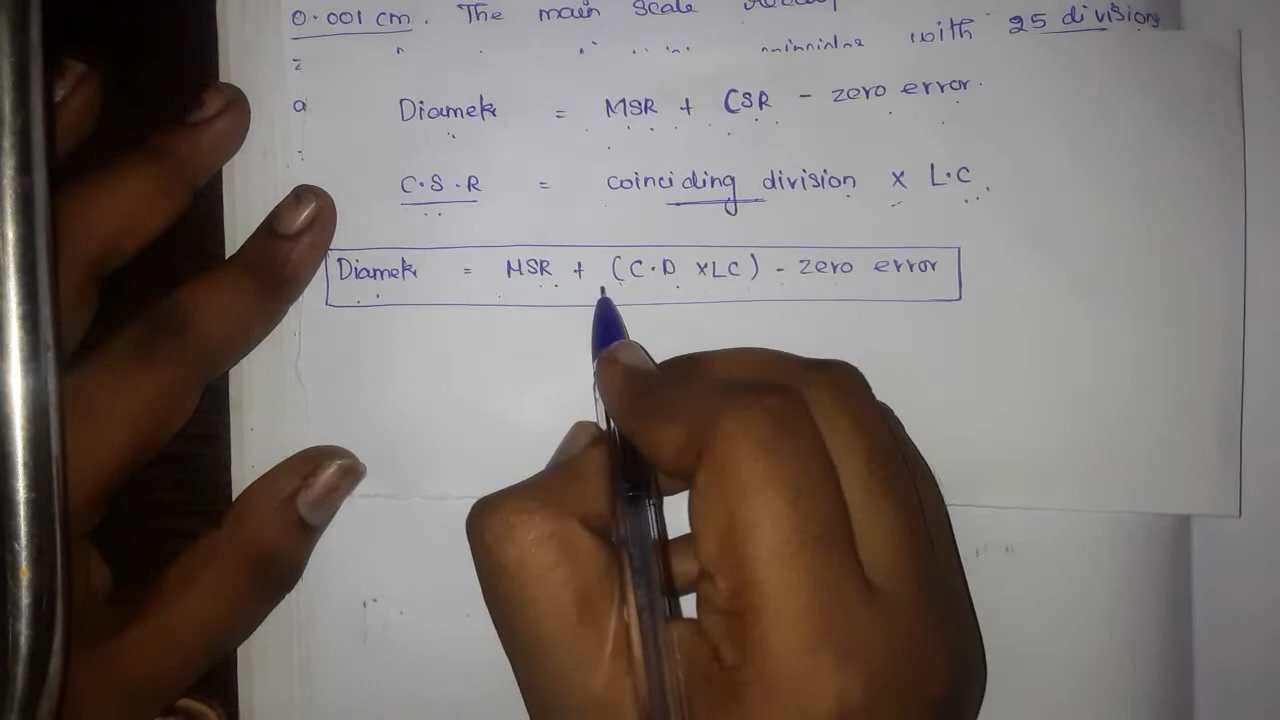 0.001 cm. The main scale
with 25 divisions
a Diameter = MSR + CSR - zero error.
C.S.R = coinciding division x L.C.
Diameter = MSR + (C.D x LC) - zero error